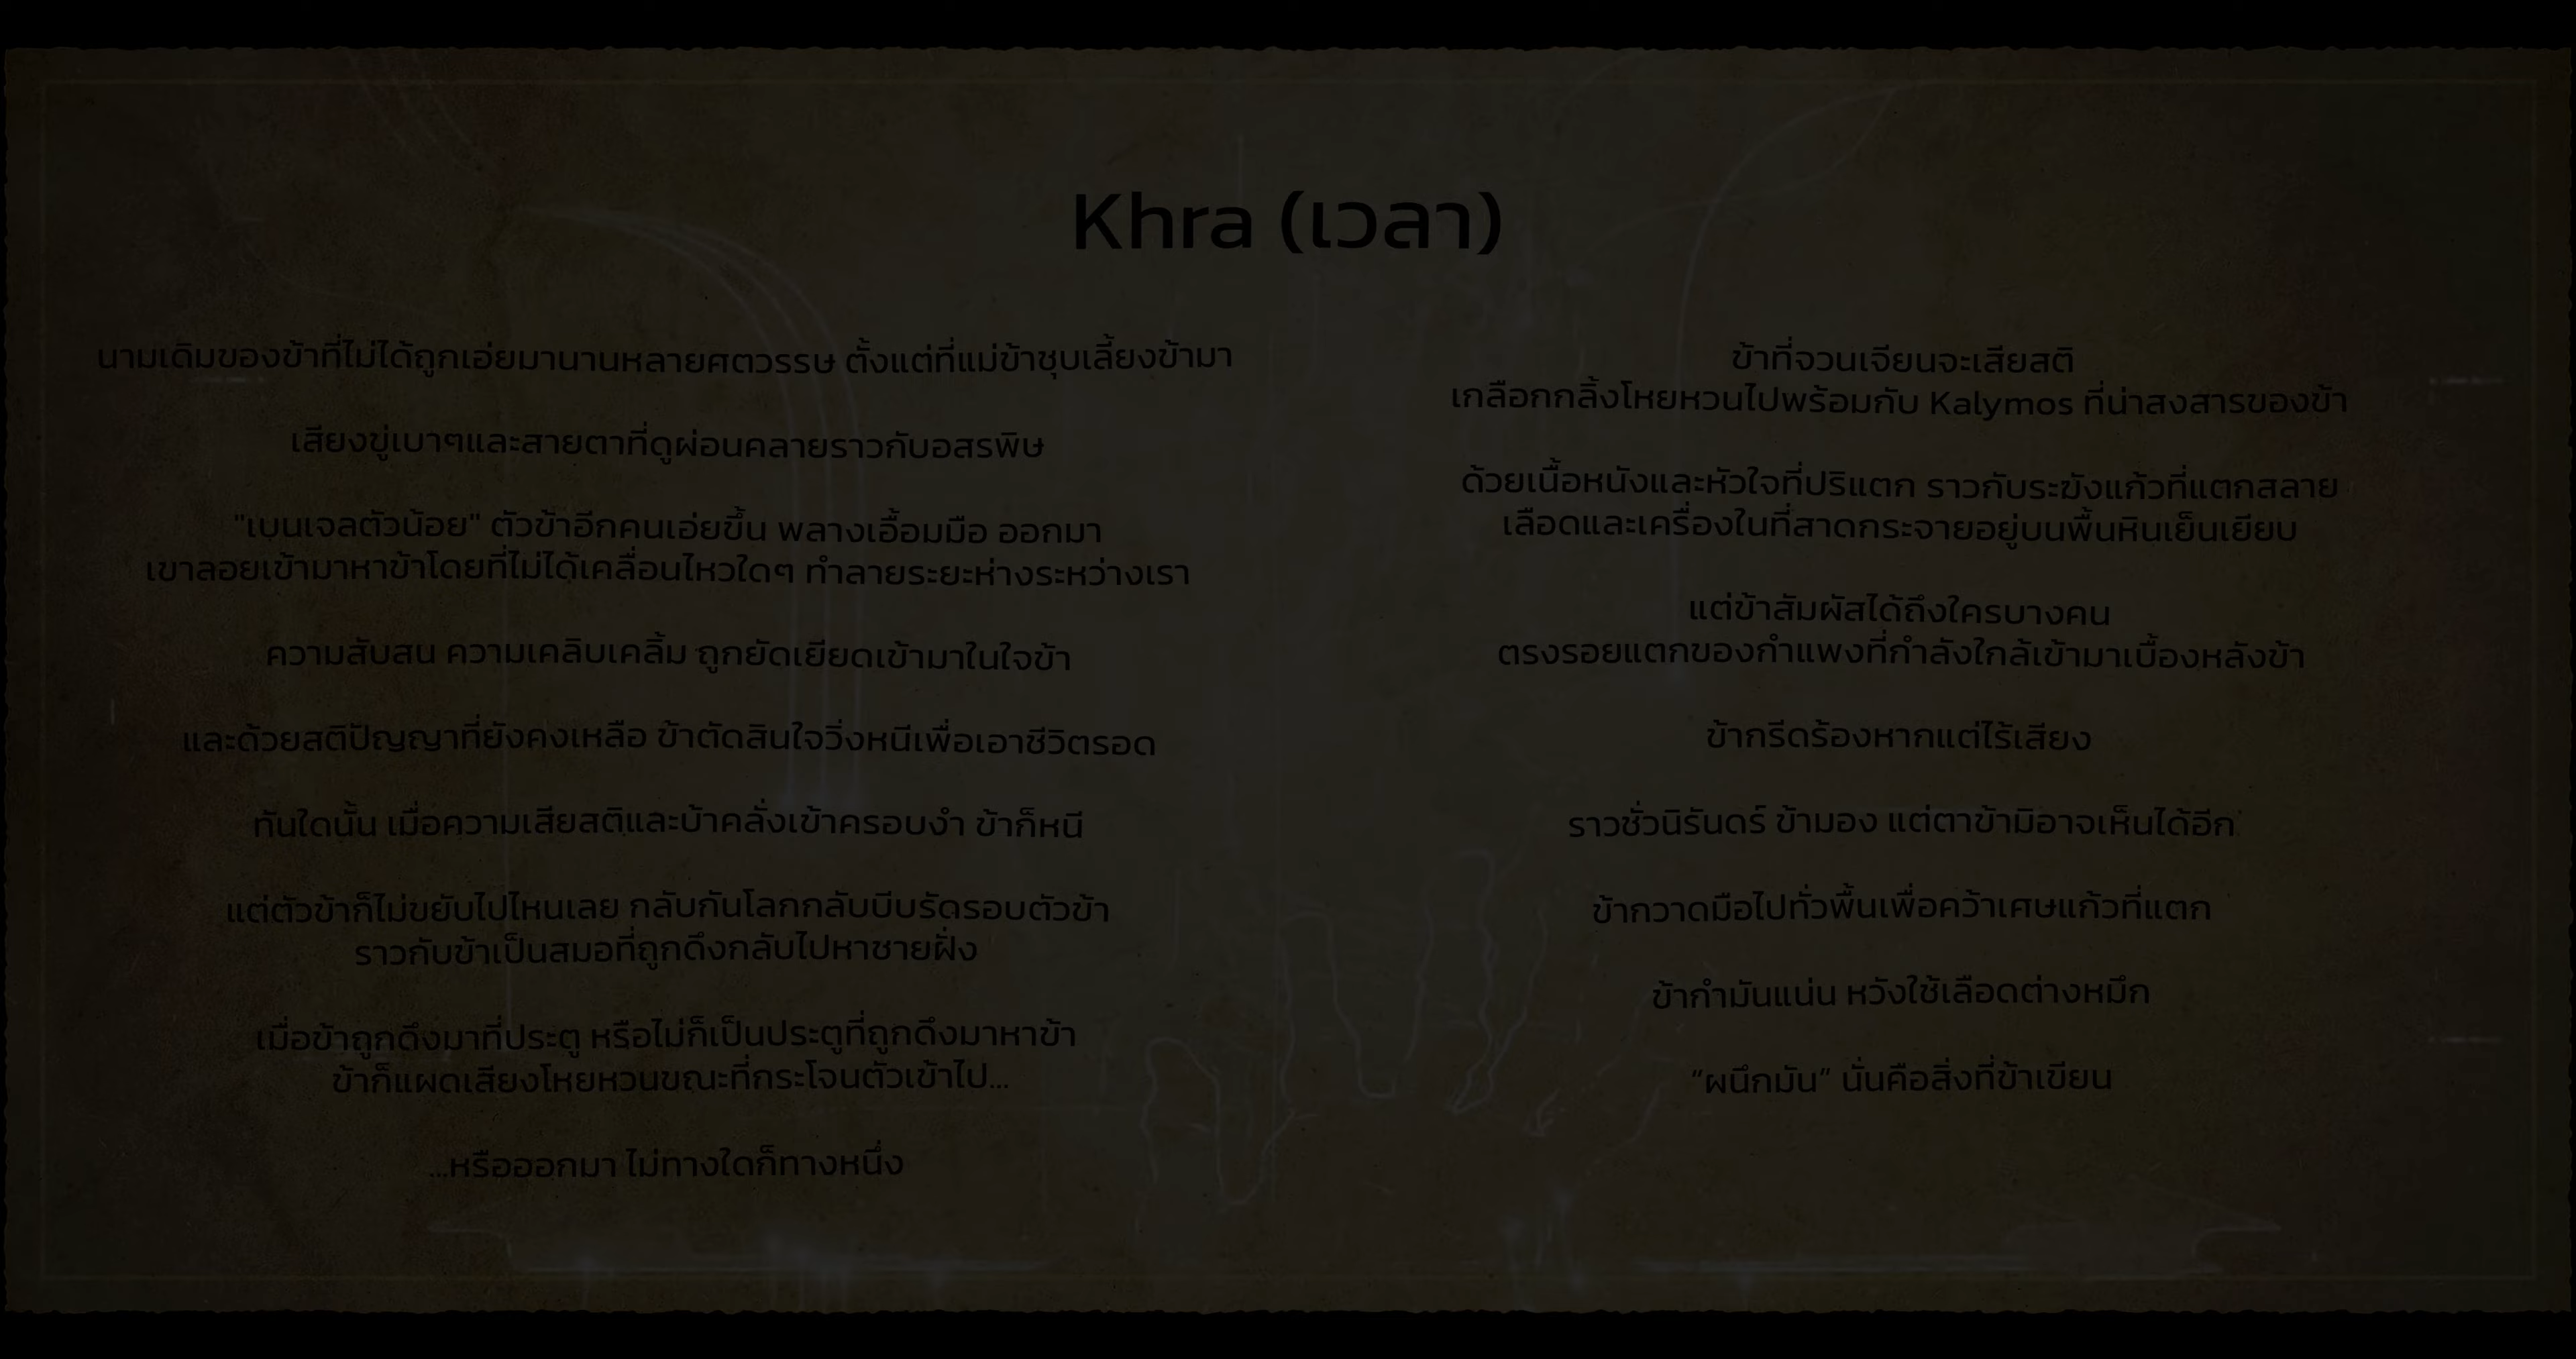 Khra (เวลา)
นามเดิมของข้าที่ไม่ได้ถูกเอ่ยมานานหลายศตวรรษ ตั้งแต่ที่แม่ข้าชุบเลี้ยงข้ามา
เสียงขู่เบาๆและสายตาที่ดูผ่อนคลายราวกับอสรพิษ
"เบนเจลตัวน้อย" ตัวข้าอีกคนเอ่ยขึ้น พลางเอื้อมมือ ออกมา
เขาลอยเข้ามาหาข้าโดยที่ไม่ได้เคลื่อนไหวใดๆ ทำลายระยะห่างระหว่างเรา
ความสับสน ความเคลิบเคลิ้ม ถูกยัดเยียดเข้ามาในใจข้า
และด้วยสติปัญญาที่ยังคงเหลือ ข้าตัดสินใจวิ่งหนีเพื่อเอาชีวิตรอด
ทันใดนั้น เมื่อความเสียสติและบ้าคลั่งเข้าครอบงำ ข้าก็หนี
แต่ตัวข้าก็ไม่ขยับไปไหนเลย กลับกันโลกกลับบีบรัดรอบตัวข้า
ราวกับข้าเป็นสมอที่ถูกดึงกลับไปหาชายฝั่ง
เมื่อข้าถูกดึงมาที่ประตู หรือไม่ก็เป็นประตูที่ถูกดึงมาหาข้า
ข้าก็แผดเสียงโหยหวนขณะที่กระโจนตัวเข้าไป...
...หรือออกมา ไม่ทางใดก็ทางหนึ่ง
ข้าที่จวนเจียนจะเสียสติ
เกลือกกลิ้งโหยหวนไปพร้อมกับ Kalymos ที่น่าสงสารของข้า
ด้วยเนื้อหนังและหัวใจที่ปริแตก ราวกับระฆังแก้วที่แตกสลาย
เลือดและเครื่องในที่สาดกระจายอยู่บนพื้นหินเย็นเยียบ
แต่ข้าสัมผัสได้ถึงใครบางคน
ตรงรอยแตกของกำแพงที่กำลังใกล้เข้ามาเบื้องหลังข้า
ข้ากรีดร้องหากแต่ไร้เสียง
ราวชั่วนิรันดร์ ข้ามอง แต่ตาข้ามิอาจเห็นได้อีก
ข้ากวาดมือไปทั่วพื้นเพื่อคว้าเศษแก้วที่แตก
ข้ากำมันแน่น หวังใช้เลือดต่างหมึก
"ผนึกมัน" นั่นคือสิ่งที่ข้าเขียน